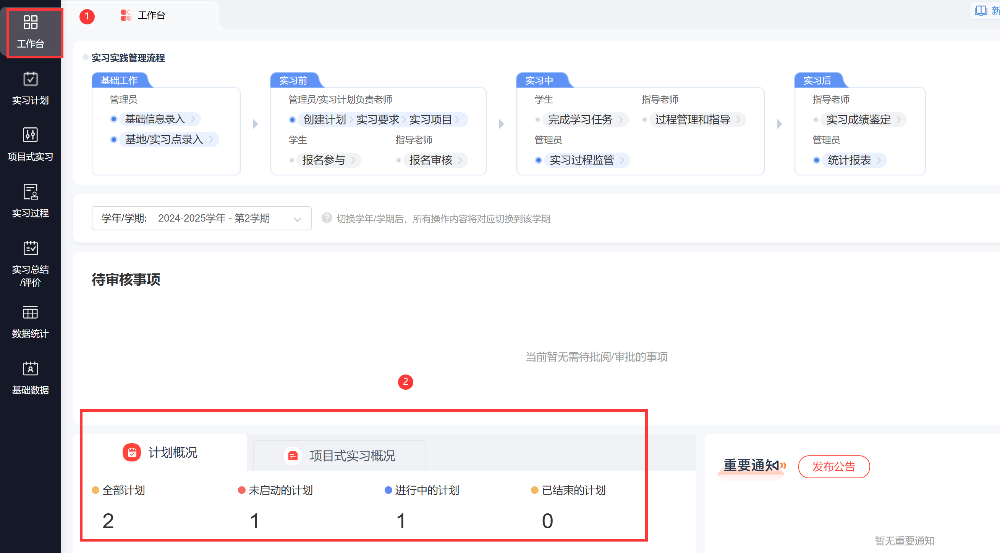 工作台
实习计划
项目式实习
实习过程
实习总结
/评价
数据统计
基础数据
1
工作台
新
实习实践管理流程
基础工作
管理员
基础信息录入
基地/实习点录入
实习前
管理员/实习计划负责老师
创建计划 实习要求 实习项目
学生 指导老师
报名参与 报名审核
实习中
学生 指导老师
完成学习任务 过程管理和指导
管理员
实习过程监管
实习后
指导老师
实习成绩鉴定
管理员
统计报表
学年/学期: 2024-2025学年 - 第2学期
? 切换学年/学期后，所有操作内容将对应切换到该学期
待审核事项
当前暂无需待批阅/审批的事项
2
计划概况 项目式实习概况
全部计划 未启动的计划 进行中的计划 已结束的计划
2 1 1 0
重要通知 发布公告
暂无重要通知